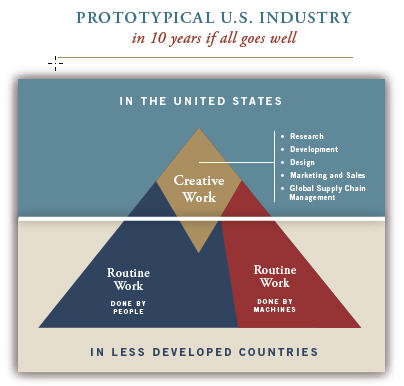 PROTOTYPICAL U.S. INDUSTRY
in 10 years if all goes well
IN THE UNITED STATES
• Research
• Development
• Design
• Marketing and Sales
• Global Supply Chain
Management
Creative
Work
Routine
Work
DONE BY
PEOPLE
Routine
Work
DONE BY
MACHINES
IN LESS DEVELOPED COUNTRIES